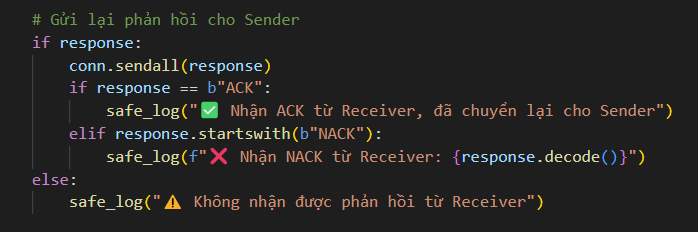 # Gửi lại phản hồi cho Sender
if response:
    conn.sendall(response)
    if response == b"ACK":
        safe_log("✅ Nhận ACK từ Receiver, đã chuyển lại cho Sender")
    elif response.startswith(b"NACK"):
        safe_log(f"❌ Nhận NACK từ Receiver: {response.decode()}")
else:
    safe_log("⚠️ Không nhận được phản hồi từ Receiver")